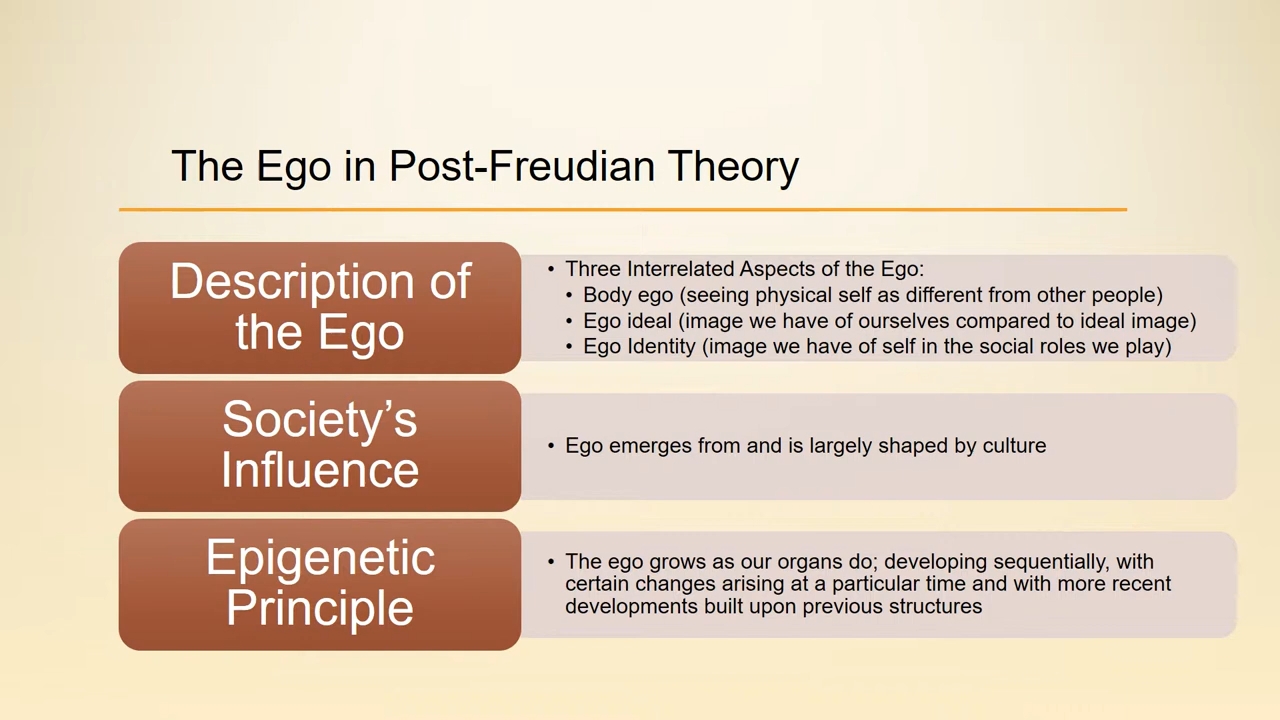 The Ego in Post-Freudian Theory
Description of
the Ego
• Three Interrelated Aspects of the Ego:
• Body ego (seeing physical self as different from other people)
• Ego ideal (image we have of ourselves compared to ideal image)
• Ego Identity (image we have of self in the social roles we play)
Society’s
Influence
• Ego emerges from and is largely shaped by culture
Epigenetic
Principle
• The ego grows as our organs do; developing sequentially, with
certain changes arising at a particular time and with more recent
developments built upon previous structures